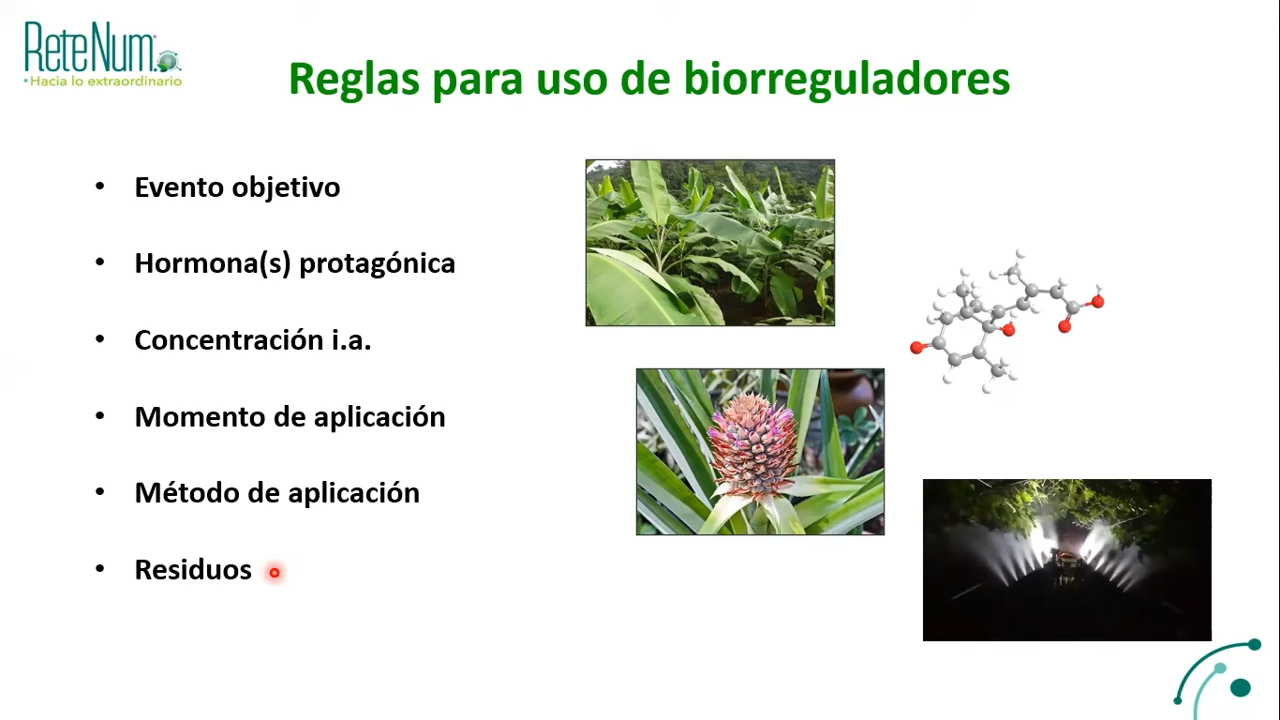 ReteNum
Hacia lo extraordinario
Reglas para uso de biorreguladores
• Evento objetivo
• Hormona(s) protagónica
• Concentración i.a.
• Momento de aplicación
• Método de aplicación
• Residuos